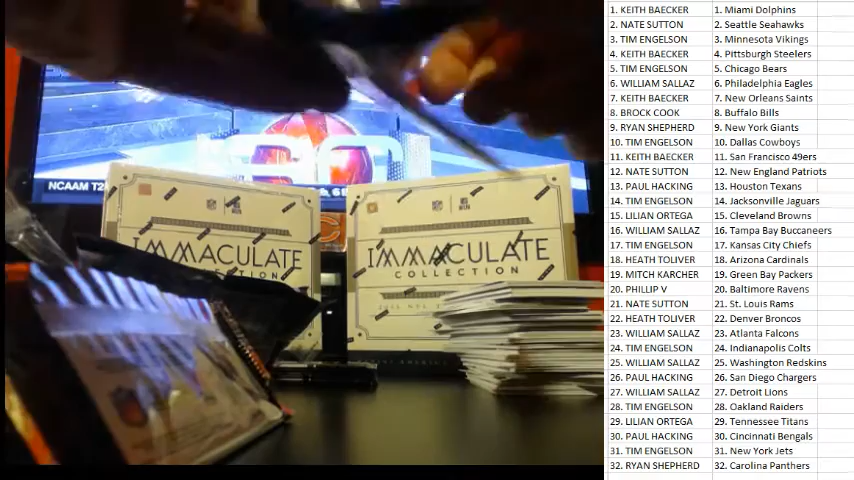 1. KEITH BAECKER 1. Miami Dolphins
2. NATE SUTTON 2. Seattle Seahawks
3. TIM ENGELSON 3. Minnesota Vikings
4. KEITH BAECKER 4. Pittsburgh Steelers
5. TIM ENGELSON 5. Chicago Bears
6. WILLIAM SALLAZ 6. Philadelphia Eagles
7. KEITH BAECKER 7. New Orleans Saints
8. BROCK COOK 8. Buffalo Bills
9. RYAN SHEPHERD 9. New York Giants
10. TIM ENGELSON 10. Dallas Cowboys
11. KEITH BAECKER 11. San Francisco 49ers
12. NATE SUTTON 12. New England Patriots
13. PAUL HACKING 13. Houston Texans
14. TIM ENGELSON 14. Jacksonville Jaguars
15. LILIAN ORTEGA 15. Cleveland Browns
16. WILLIAM SALLAZ 16. Tampa Bay Buccaneers
17. TIM ENGELSON 17. Kansas City Chiefs
18. HEATH TOLIVER 18. Arizona Cardinals
19. MITCH KARCHER 19. Green Bay Packers
20. PHILLIP V 20. Baltimore Ravens
21. NATE SUTTON 21. St. Louis Rams
22. HEATH TOLIVER 22. Denver Broncos
23. WILLIAM SALLAZ 23. Atlanta Falcons
24. TIM ENGELSON 24. Indianapolis Colts
25. WILLIAM SALLAZ 25. Washington Redskins
26. PAUL HACKING 26. San Diego Chargers
27. WILLIAM SALLAZ 27. Detroit Lions
28. TIM ENGELSON 28. Oakland Raiders
29. LILIAN ORTEGA 29. Tennessee Titans
30. PAUL HACKING 30. Cincinnati Bengals
31. TIM ENGELSON 31. New York Jets
32. RYAN SHEPHERD 32. Carolina Panthers
NCAAM
IMMACULATE
COLLECTION
IMMACULATE
COLLECTION